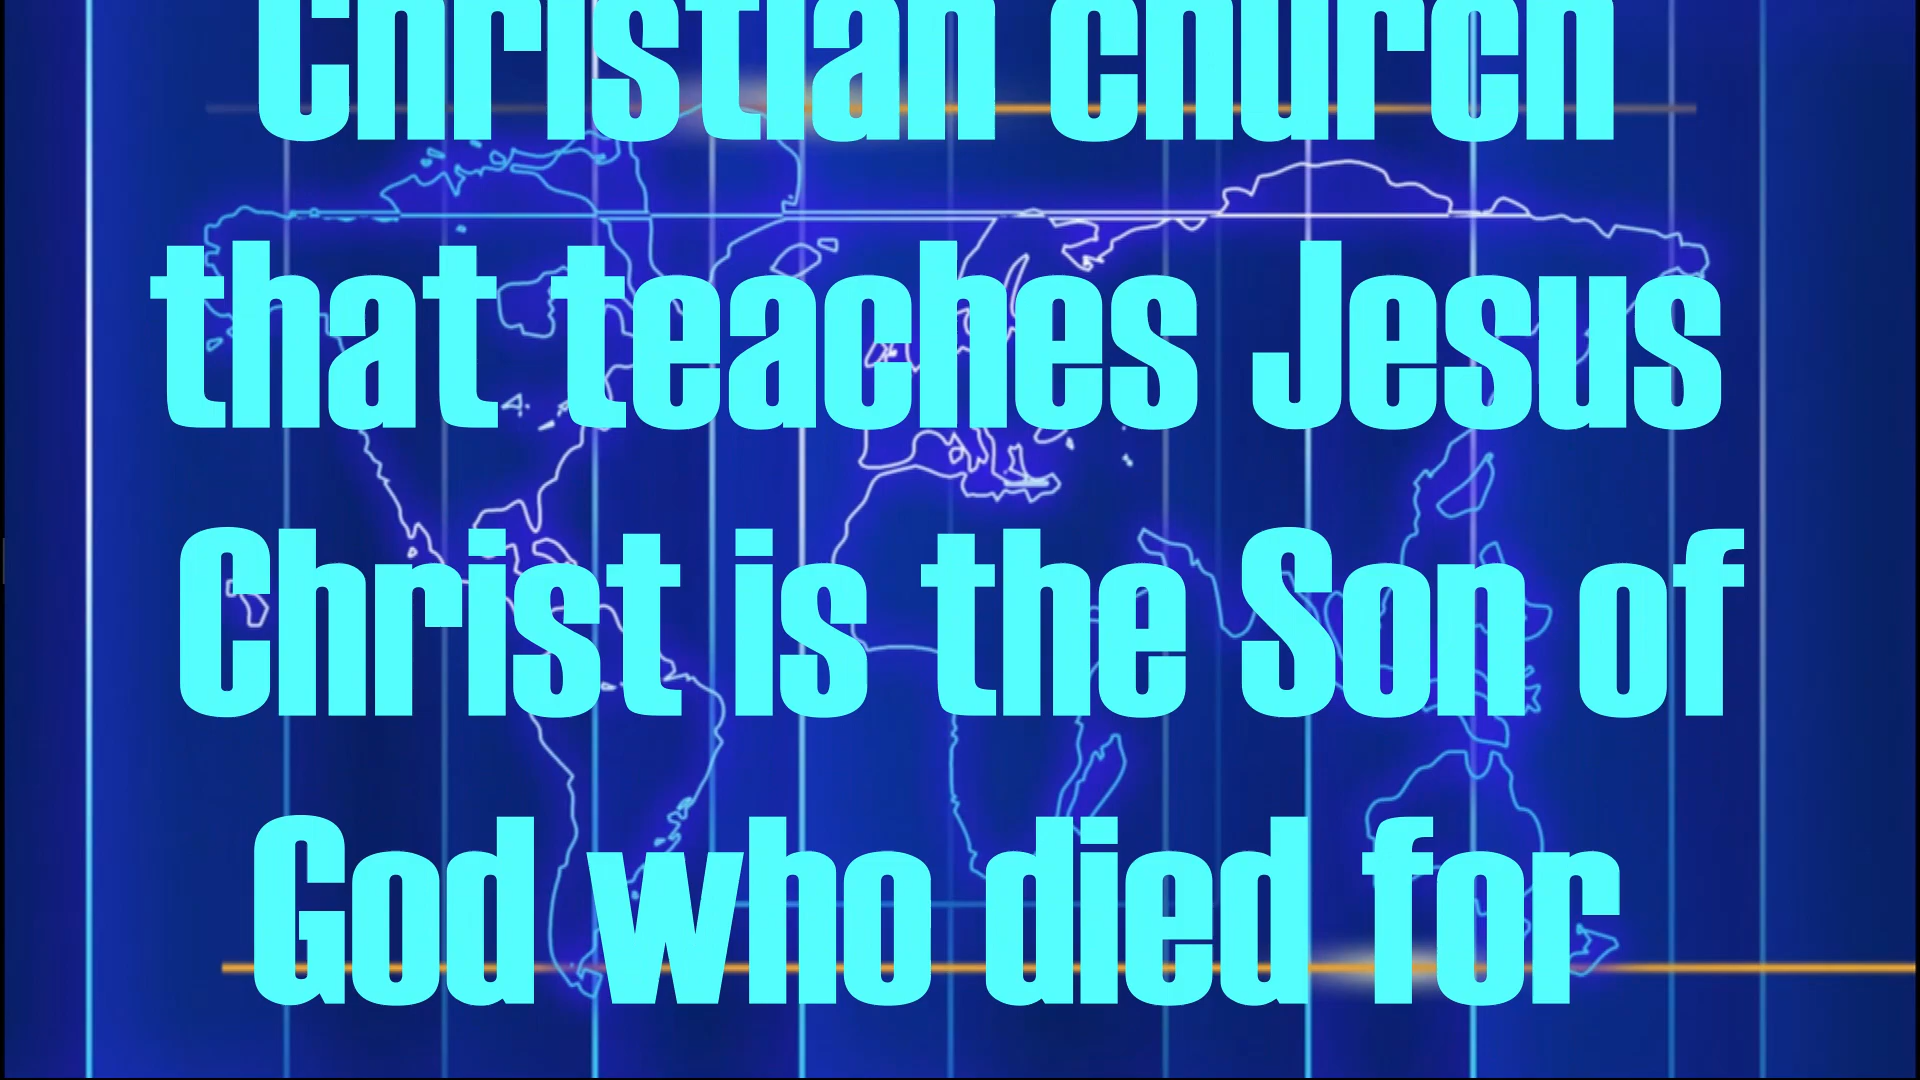 Christian church
that teaches Jesus
Christ is the Son of
God who died for